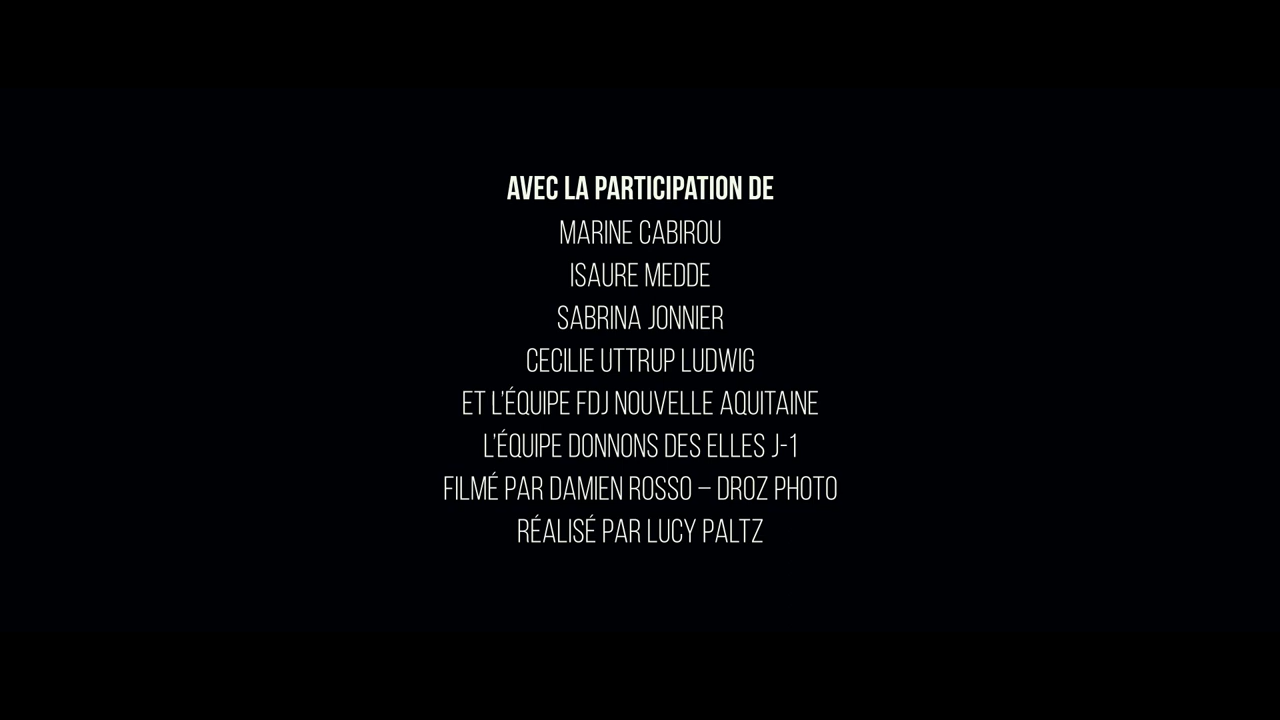 AVEC LA PARTICIPATION DE
MARINE CABIROU
ISAURE MEDDE
SABRINA JONNIER
CECILIE UTTRUP LUDWIG
ET L'ÉQUIPE FDJ NOUVELLE AQUITAINE
L'ÉQUIPE DONNONS DES ELLES J-1
FILMÉ PAR DAMIEN ROSSO – DROZ PHOTO
RÉALISÉ PAR LUCY PALTZ